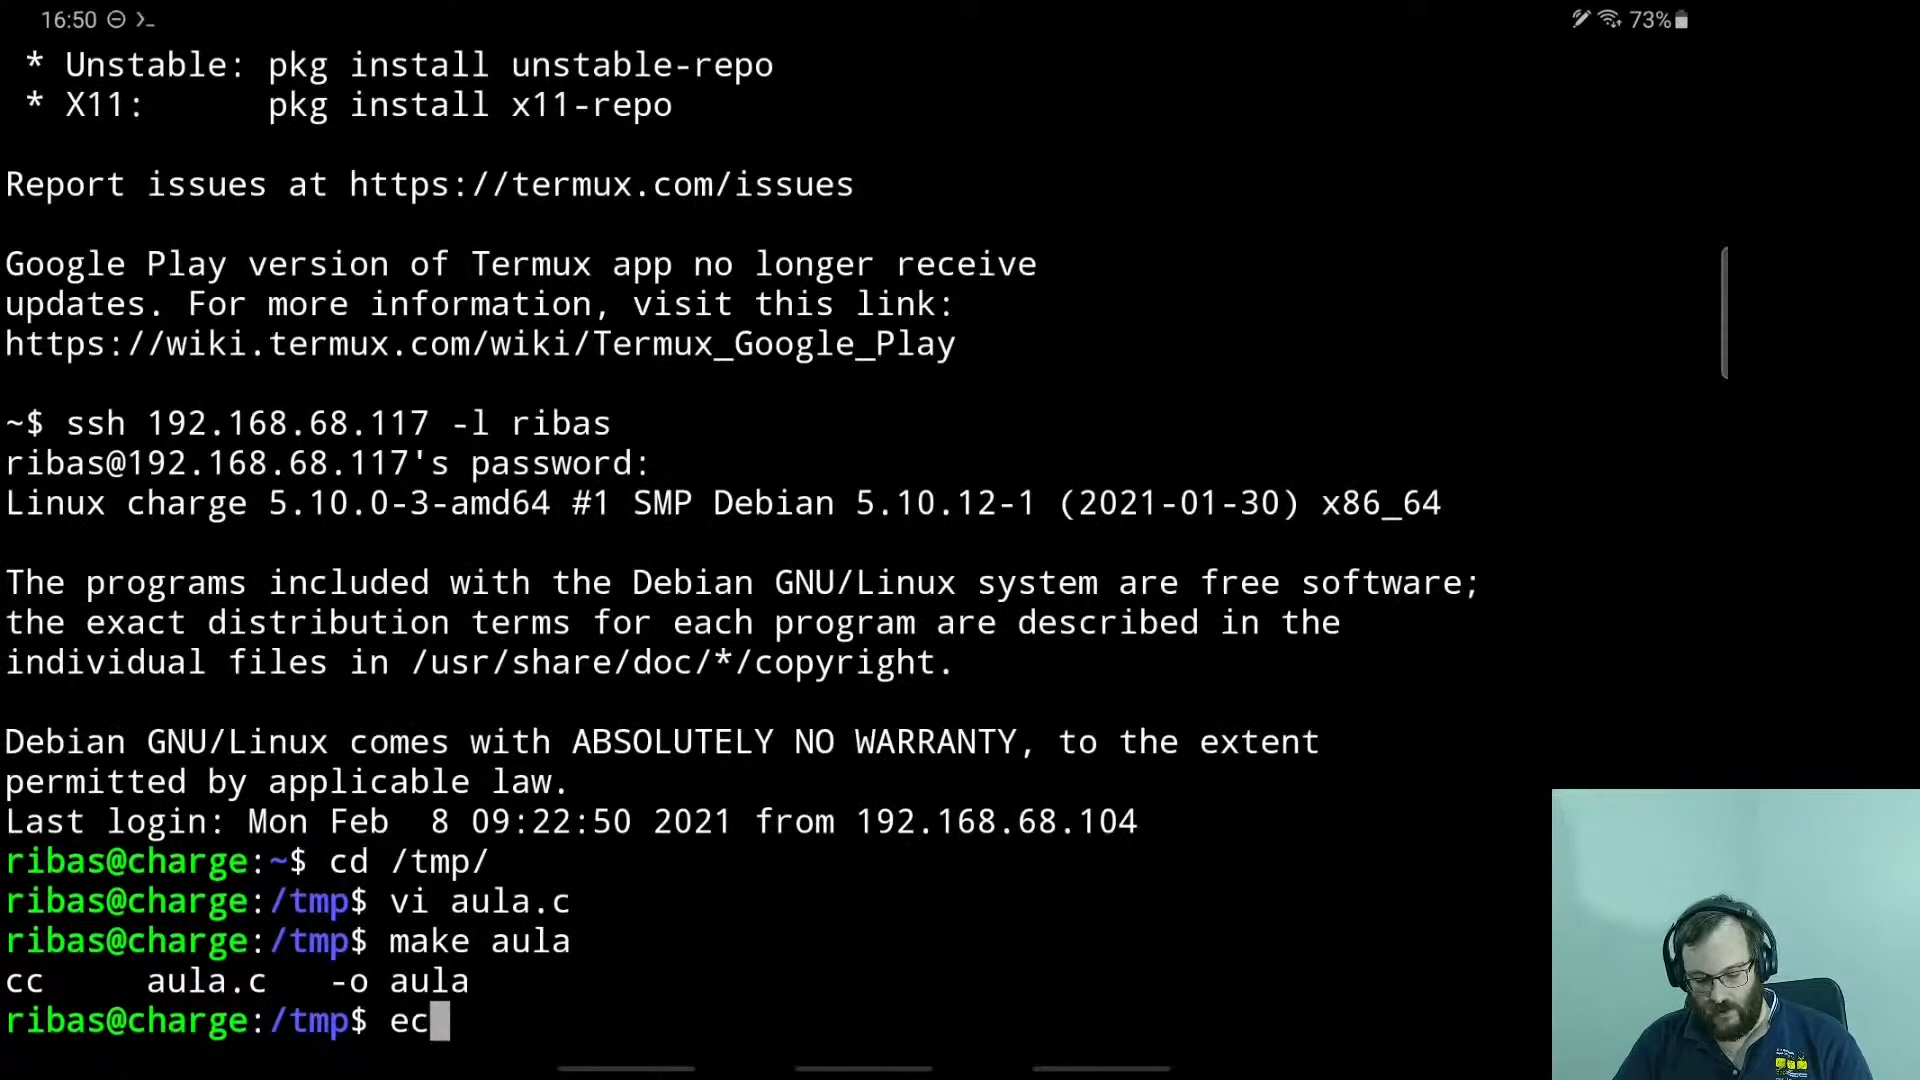 16:50
73%
* Unstable: pkg install unstable-repo
* X11:      pkg install x11-repo
Report issues at https://termux.com/issues
Google Play version of Termux app no longer receive
updates. For more information, visit this link:
https://wiki.termux.com/wiki/Termux_Google_Play
~$ ssh 192.168.68.117 -l ribas
ribas@192.168.68.117's password:
Linux charge 5.10.0-3-amd64 #1 SMP Debian 5.10.12-1 (2021-01-30) x86_64
The programs included with the Debian GNU/Linux system are free software;
the exact distribution terms for each program are described in the
individual files in /usr/share/doc/*/copyright.
Debian GNU/Linux comes with ABSOLUTELY NO WARRANTY, to the extent
permitted by applicable law.
Last login: Mon Feb  8 09:22:50 2021 from 192.168.68.104
ribas@charge:~$ cd /tmp/
ribas@charge:/tmp$ vi aula.c
ribas@charge:/tmp$ make aula
cc     aula.c   -o aula
ribas@charge:/tmp$ ec